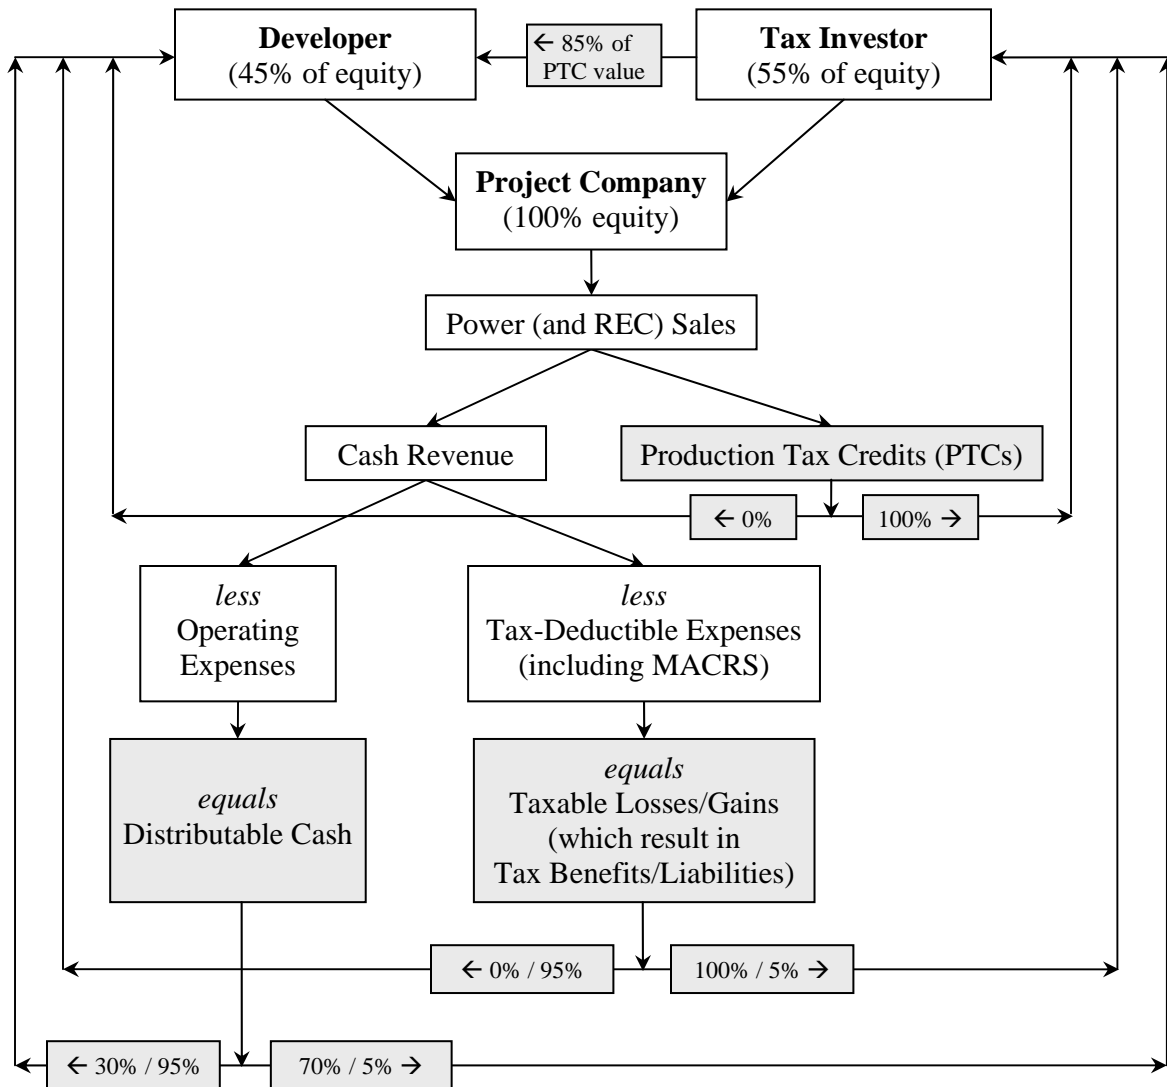 Developer
(45% of equity)
← 85% of
PTC value
Tax Investor
(55% of equity)
Project Company
(100% equity)
Power (and REC) Sales
Cash Revenue
Production Tax Credits (PTCs)
← 0%
100% →
less
Operating
Expenses
less
Tax-Deductible Expenses
(including MACRS)
equals
Distributable Cash
equals
Taxable Losses/Gains
(which result in
Tax Benefits/Liabilities)
← 0% / 95%
100% / 5% →
← 30% / 95%
70% / 5% →